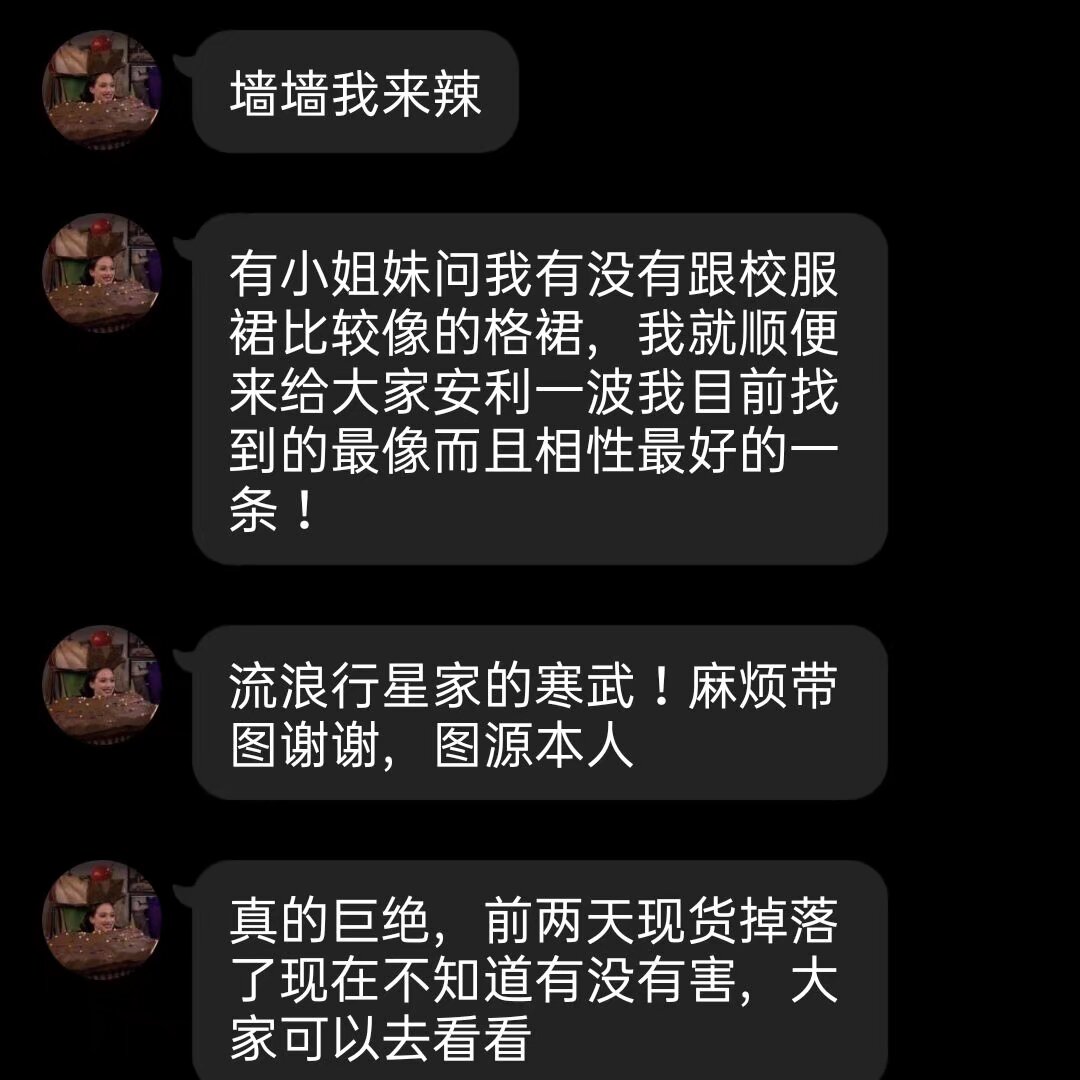 墙墙我来辣
有小姐妹问我有没有跟校服
裙比较像的格裙，我就顺便
来给大家安利一波我目前找
到的最像而且相性最好的一
条！
流浪行星家的寒武！麻烦带
图谢谢，图源本人
真的巨绝，前两天现货掉落
了现在不知道有没有害，大
家可以去看看